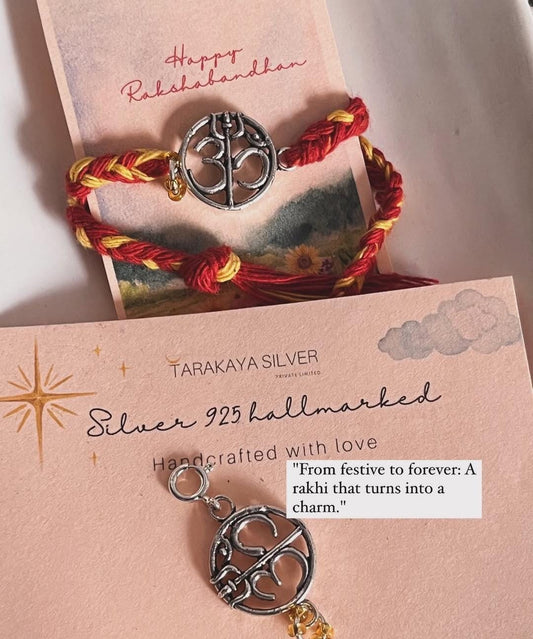 Happy
Rakshabandhan
TARAKAYA SILVER
PRIVATE LIMITED
Silver 925 hallmarked
Handcrafted with love
"From festive to forever: A
rakhi that turns into a
charm."